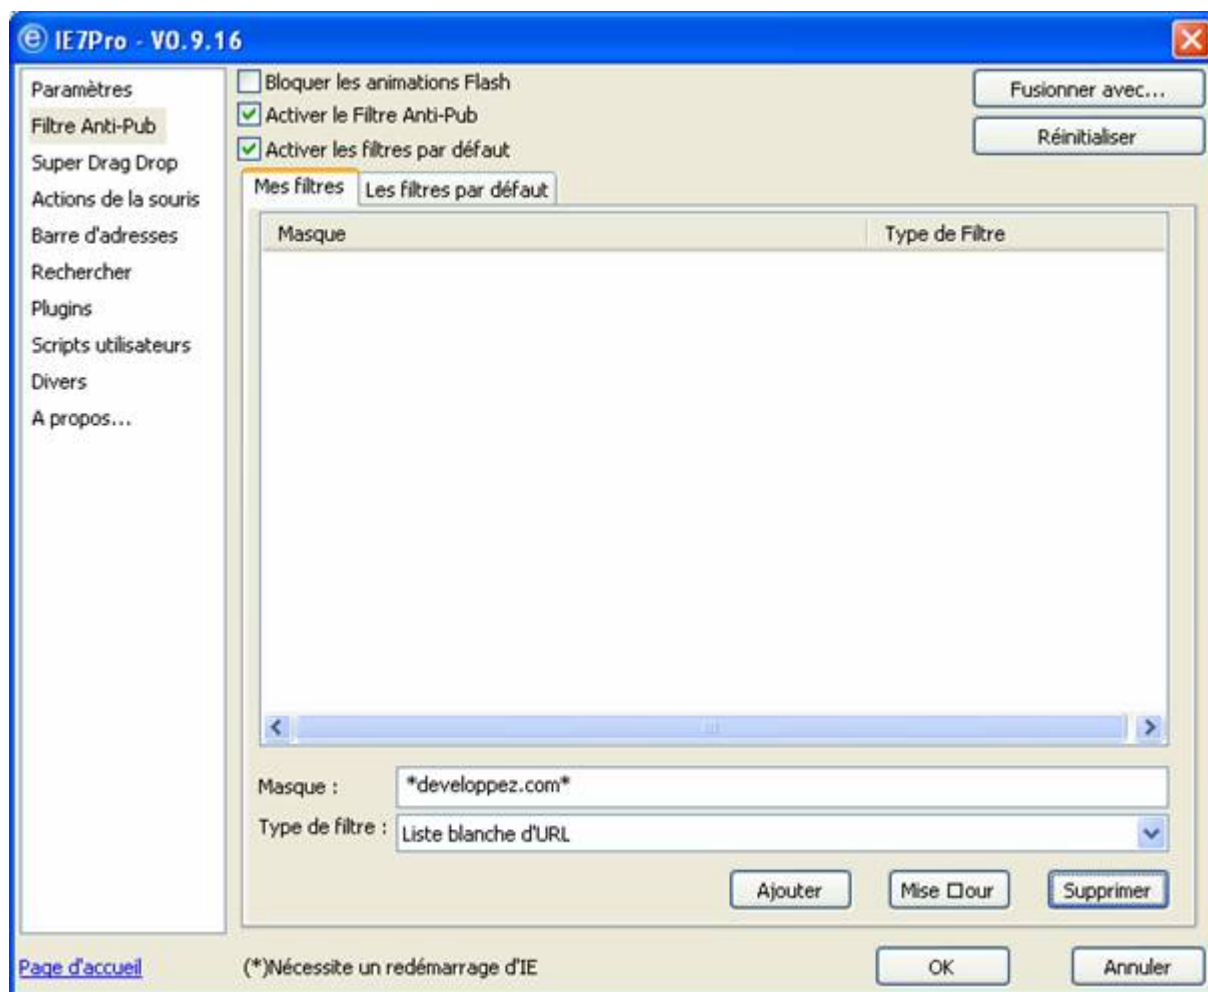 IE7Pro - V0.9.16
Paramètres
Filtre Anti-Pub
Super Drag Drop
Actions de la souris
Barre d'adresses
Rechercher
Plugins
Scripts utilisateurs
Divers
A propos...
Bloquer les animations Flash
Activer le Filtre Anti-Pub
Activer les filtres par défaut
Fusionner avec...
Réinitialiser
Mes filtres
Les filtres par défaut
Masque
Type de Filtre
Masque :
*developpez.com*
Type de filtre :
Liste blanche d'URL
Ajouter
Mise □our
Supprimer
Page d'accueil
(*)Nécessite un redémarrage d'IE
OK
Annuler